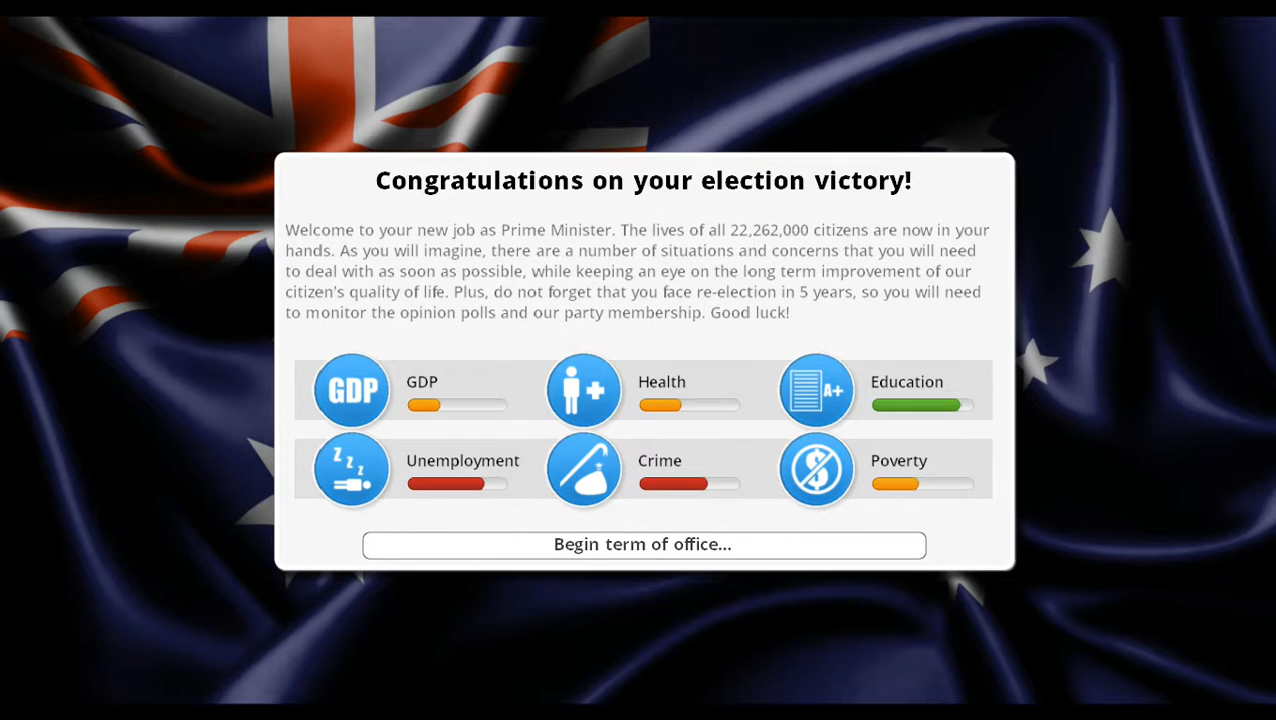 Congratulations on your election victory!
Welcome to your new job as Prime Minister. The lives of all 22,262,000 citizens are now in your
hands. As you will imagine, there are a number of situations and concerns that you will need
to deal with as soon as possible, while keeping an eye on the long term improvement of our
citizen's quality of life. Plus, do not forget that you face re-election in 5 years, so you will need
to monitor the opinion polls and our party membership. Good luck!
GDP GDP
Health
A+ Education
Z Z Z Unemployment
Crime
$ Poverty
Begin term of office...